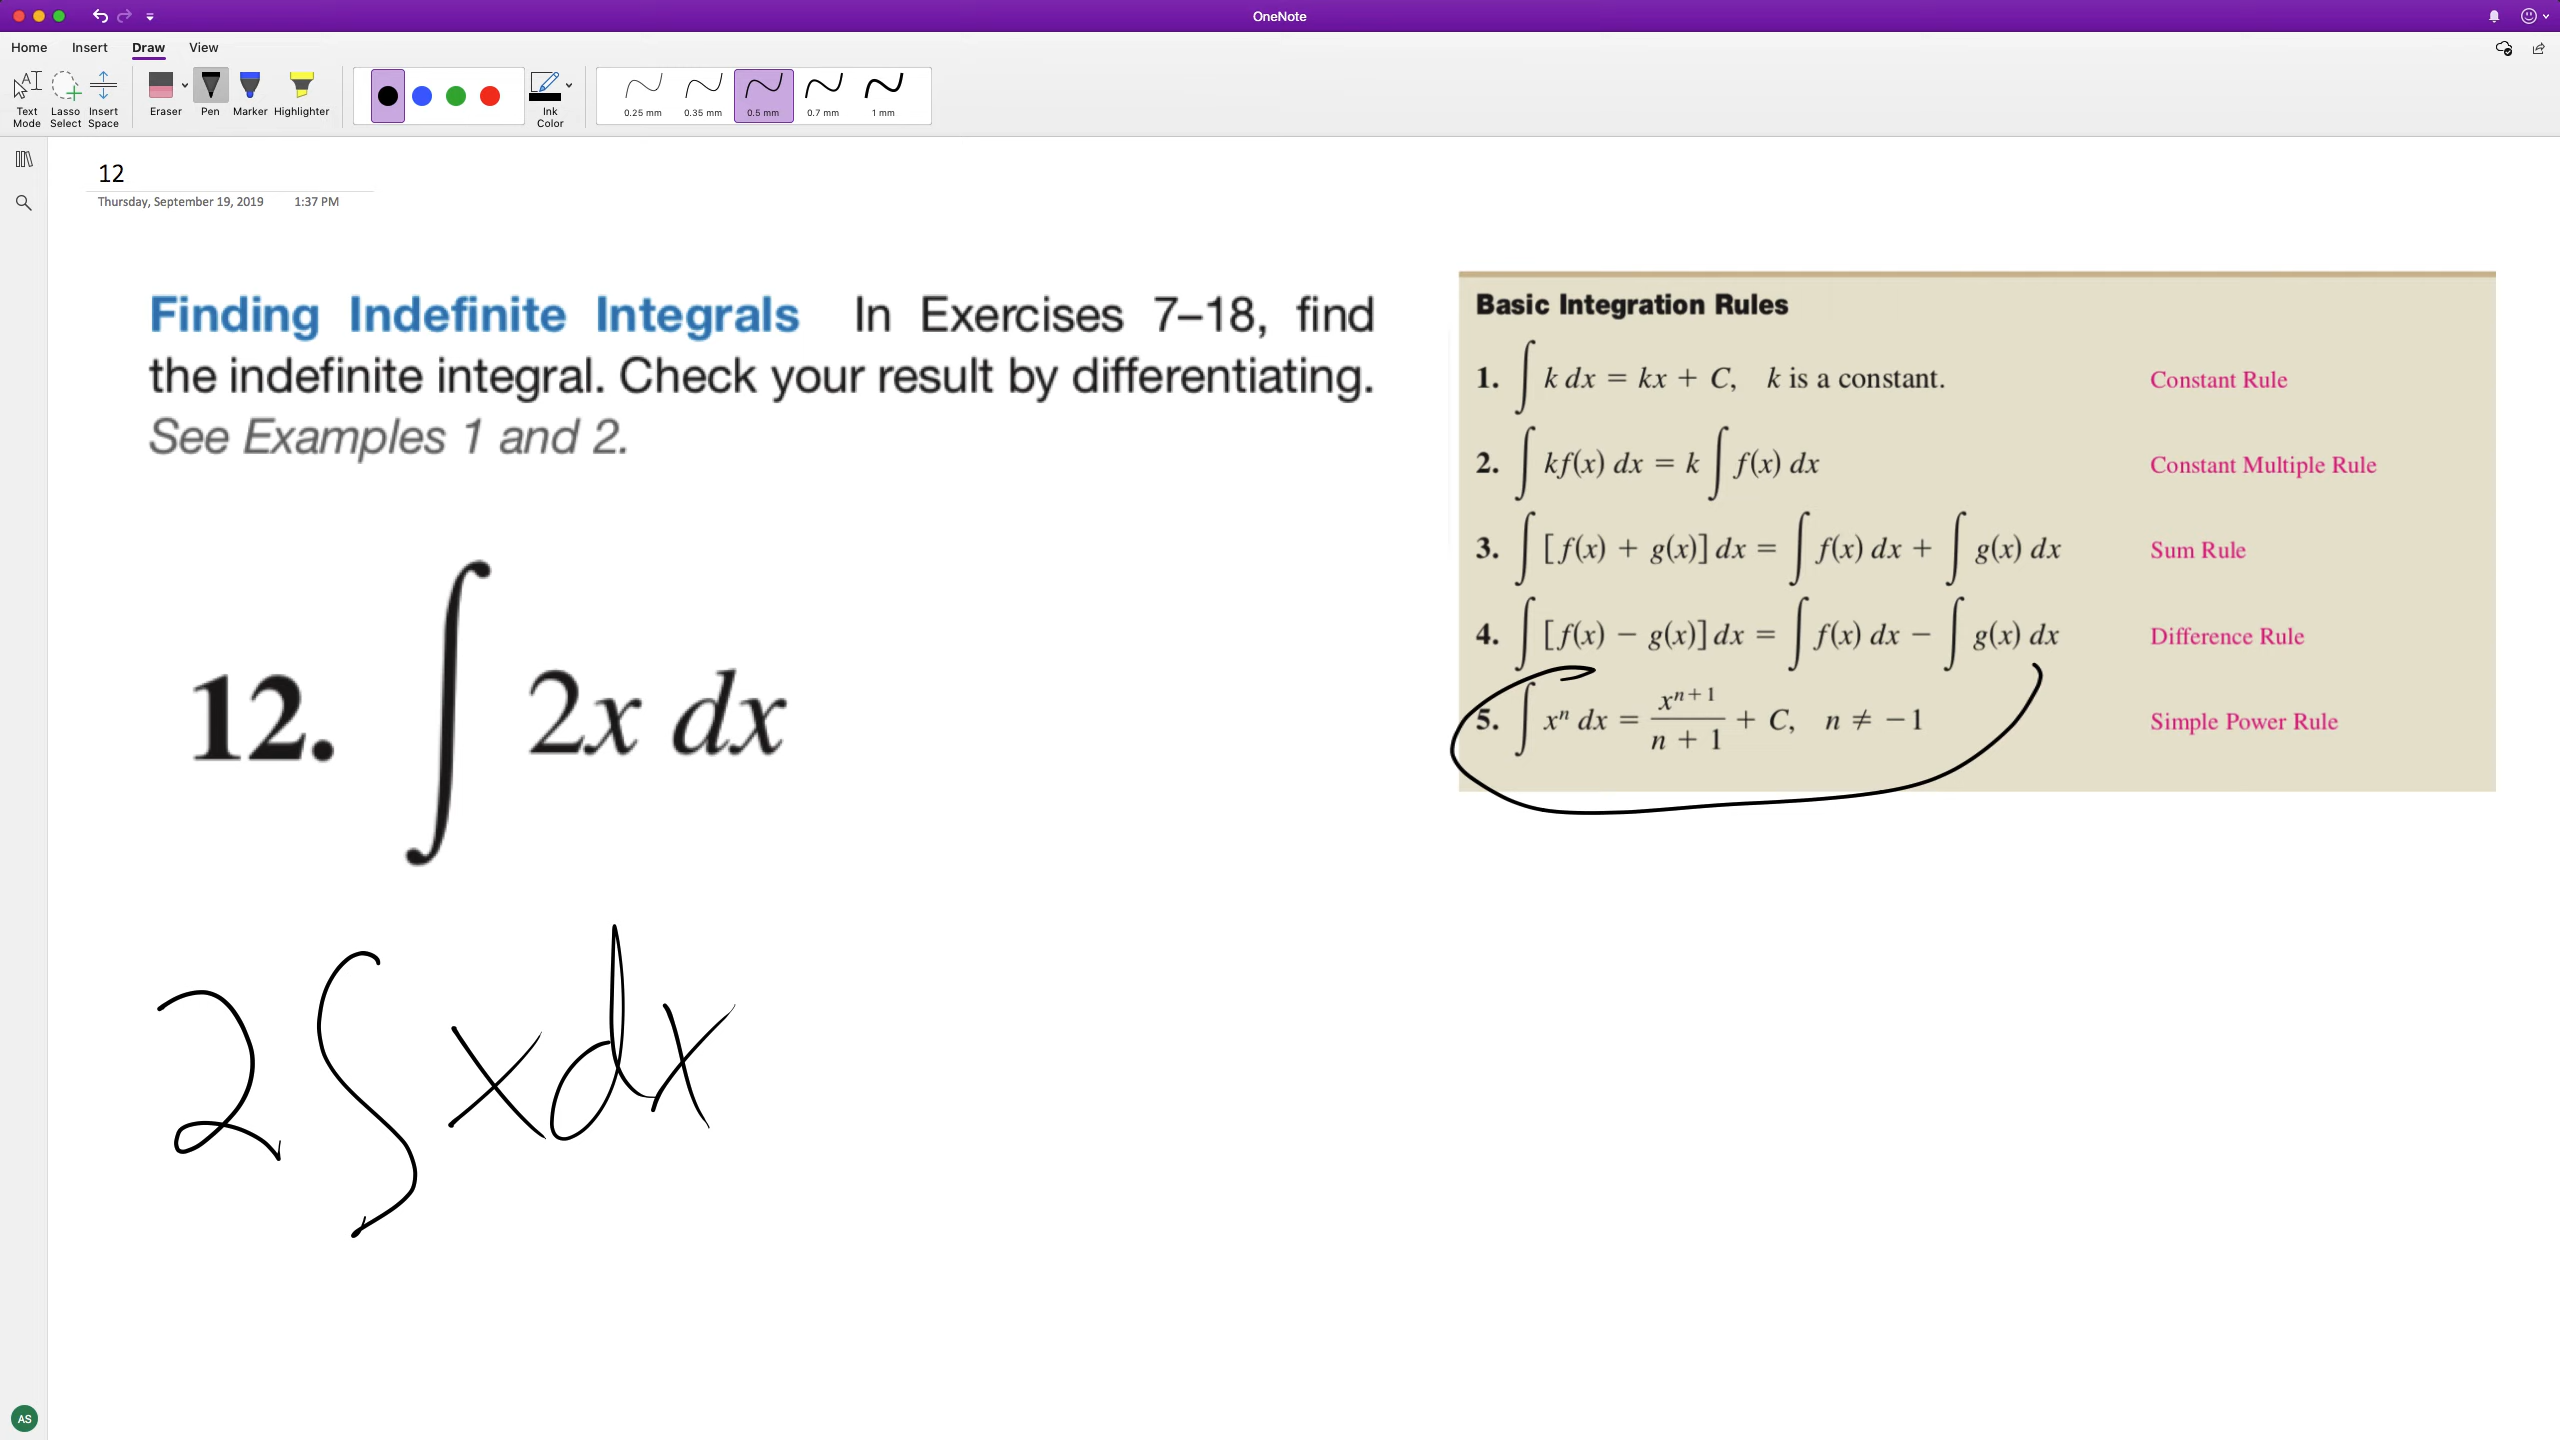 OneNote
Home Insert Draw View
Text Mode Lasso Select Insert Space Eraser Pen Marker Highlighter Ink Color 0.25 mm 0.35 mm 0.5 mm 0.7 mm 1 mm
12
Thursday, September 19, 2019 1:37 PM
Finding Indefinite Integrals In Exercises 7–18, find
the indefinite integral. Check your result by differentiating.
See Examples 1 and 2.
12. ∫ 2x dx
2 ∫ x dx
Basic Integration Rules
1. ∫ k dx = kx + C, k is a constant. Constant Rule
2. ∫ kf(x) dx = k ∫ f(x) dx Constant Multiple Rule
3. ∫ [f(x) + g(x)] dx = ∫ f(x) dx + ∫ g(x) dx Sum Rule
4. ∫ [f(x) − g(x)] dx = ∫ f(x) dx − ∫ g(x) dx Difference Rule
5. ∫ xⁿ dx = xⁿ⁺¹/(n + 1) + C, n ≠ −1 Simple Power Rule
AS